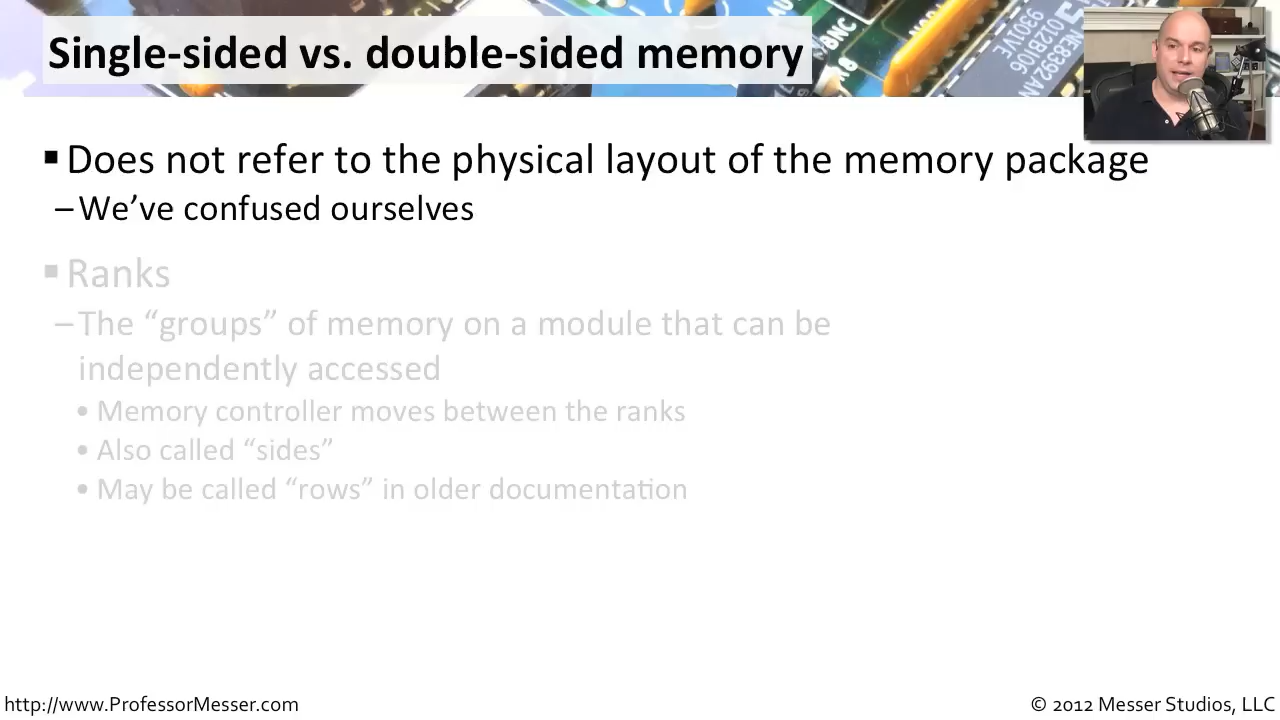 Single-sided vs. double-sided memory
▪ Does not refer to the physical layout of the memory package
– We’ve confused ourselves
▪ Ranks
– The “groups” of memory on a module that can be
independently accessed
• Memory controller moves between the ranks
• Also called “sides”
• May be called “rows” in older documentation
http://www.ProfessorMesser.com
© 2012 Messer Studios, LLC